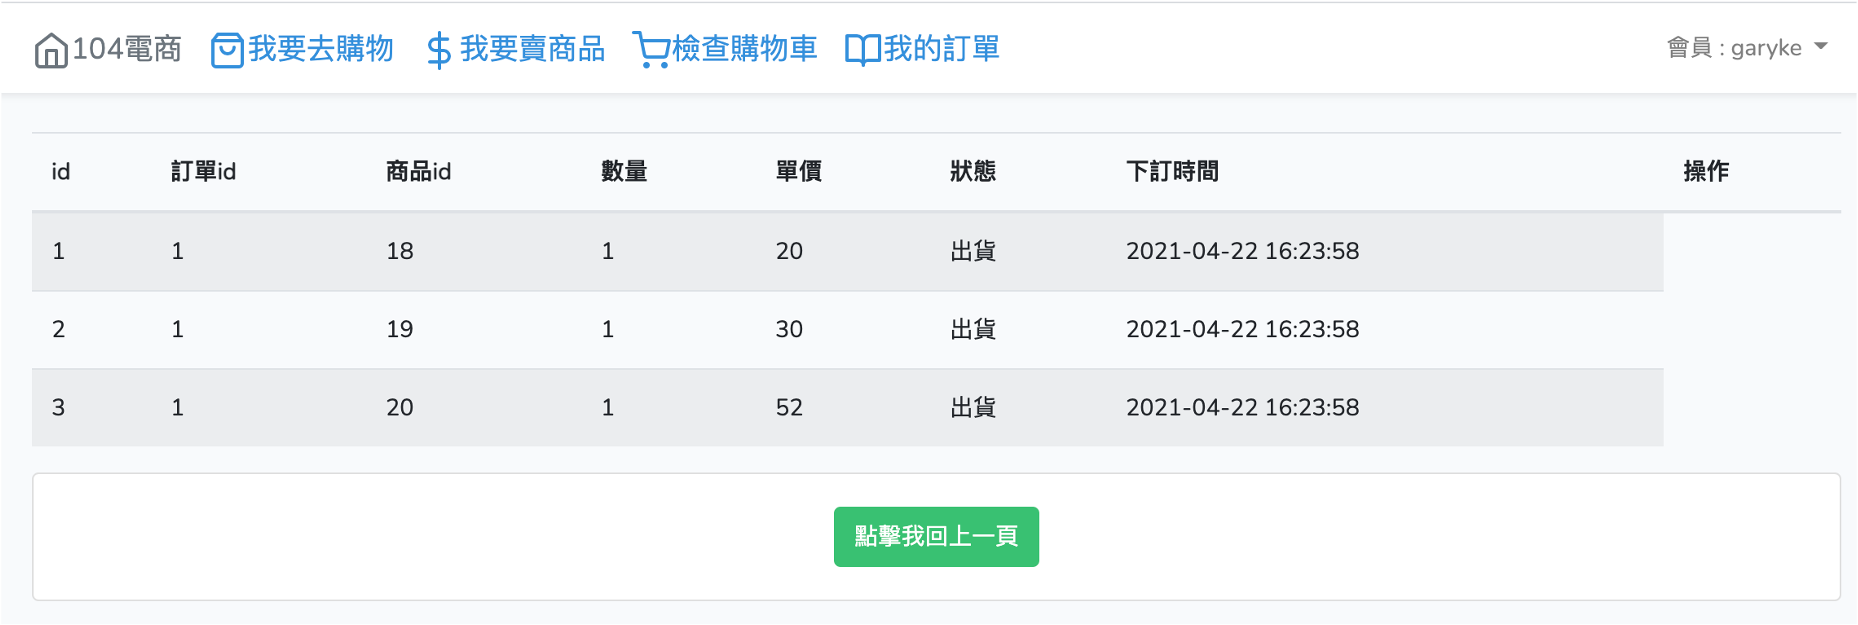 104電商 我要去購物 我要賣商品 檢查購物車 我的訂單 會員 : garyke
id 訂單id 商品id 數量 單價 狀態 下訂時間 操作
1 1 18 1 20 出貨 2021-04-22 16:23:58
2 1 19 1 30 出貨 2021-04-22 16:23:58
3 1 20 1 52 出貨 2021-04-22 16:23:58
點擊我回上一頁